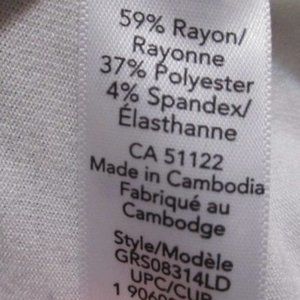 59% Rayon/
Rayonne
37% Polyester
4% Spandex/
Élasthanne
CA 51122
Made in Cambodia
Fabriqué au
Cambodge
Style/Modèle
GRS08314LD
UPC/CUP